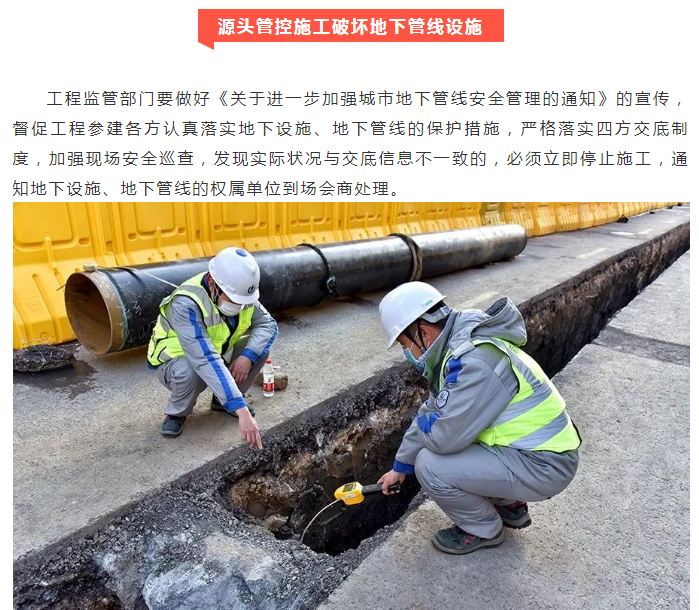 源头管控施工破坏地下管线设施
工程监管部门要做好《关于进一步加强城市地下管线安全管理的通知》的宣传，
督促工程参建各方认真落实地下设施、地下管线的保护措施，严格落实四方交底制
度，加强现场安全巡查，发现实际状况与交底信息不一致的，必须立即停止施工，通
知地下设施、地下管线的权属单位到场会商处理。